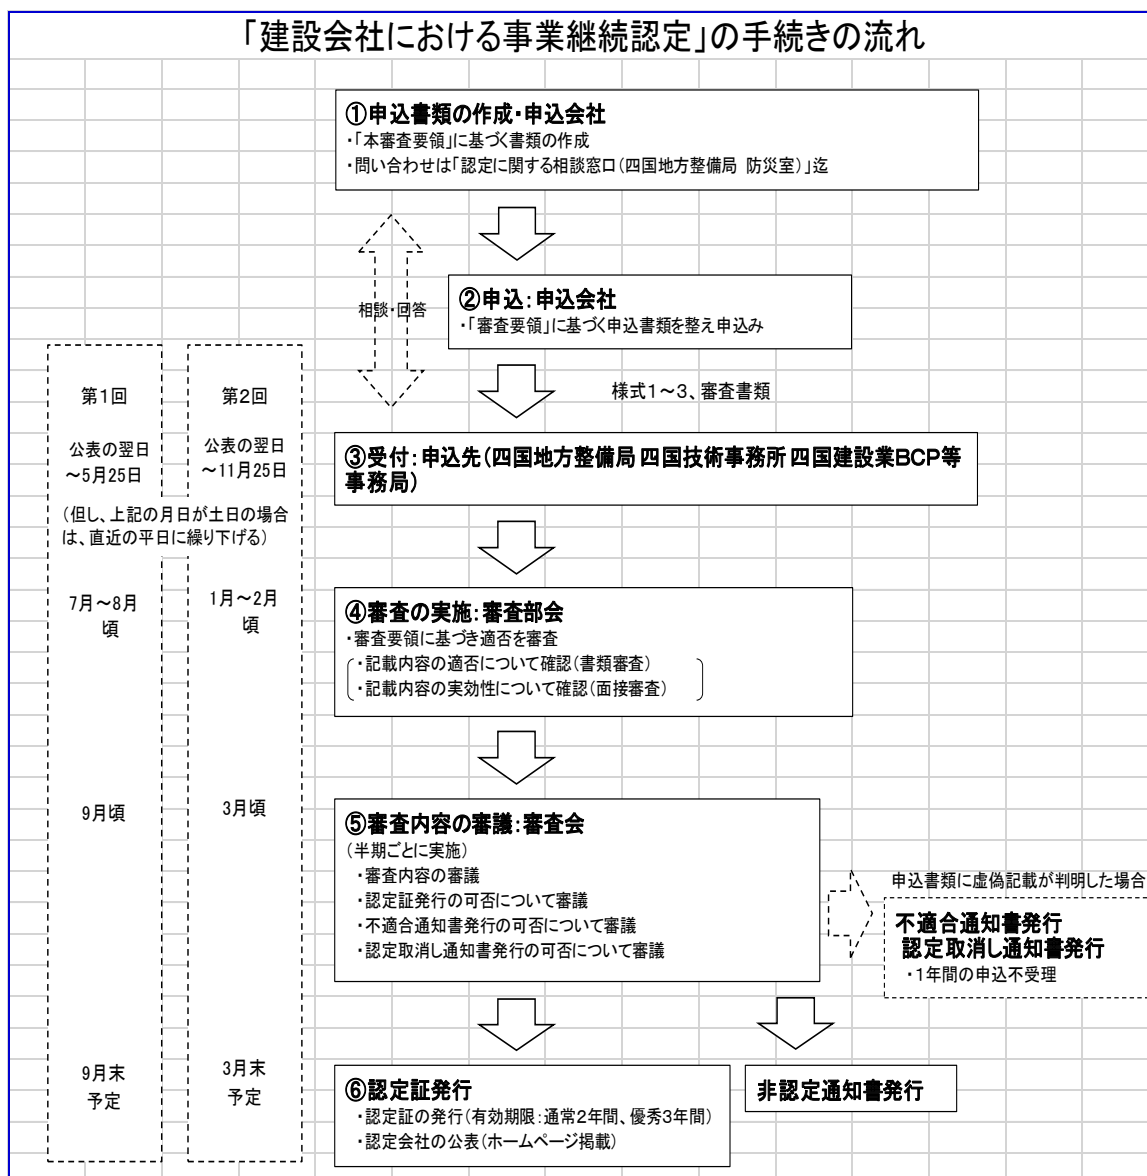 「建設会社における事業継続認定」の手続きの流れ
①申込書類の作成・申込会社
・「本審査要領」に基づく書類の作成
・問い合わせは「認定に関する相談窓口(四国地方整備局 防災室)」迄
相談・回答
②申込：申込会社
・「審査要領」に基づく申込書類を整え申込み
様式1～3、審査書類
第1回
公表の翌日
～5月25日
第2回
公表の翌日
～11月25日
(但し、上記の月日が土日の場合
は、直近の平日に繰り下げる)
③受付：申込先(四国地方整備局 四国技術事務所 四国建設業BCP等
事務局)
7月～8月
頃
1月～2月
頃
④審査の実施：審査部会
・審査要領に基づき適否を審査
・記載内容の適否について確認(書類審査)
・記載内容の実効性について確認(面接審査)
9月頃
3月頃
⑤審査内容の審議：審査会
(半期ごとに実施)
・審査内容の審議
・認定証発行の可否について審議
・不適合通知書発行の可否について審議
・認定取消し通知書発行の可否について審議
申込書類に虚偽記載が判明した場合
不適合通知書発行
認定取消し通知書発行
・1年間の申込不受理
9月末
予定
3月末
予定
⑥認定証発行
・認定証の発行(有効期限：通常2年間、優秀3年間)
・認定会社の公表(ホームページ掲載)
非認定通知書発行